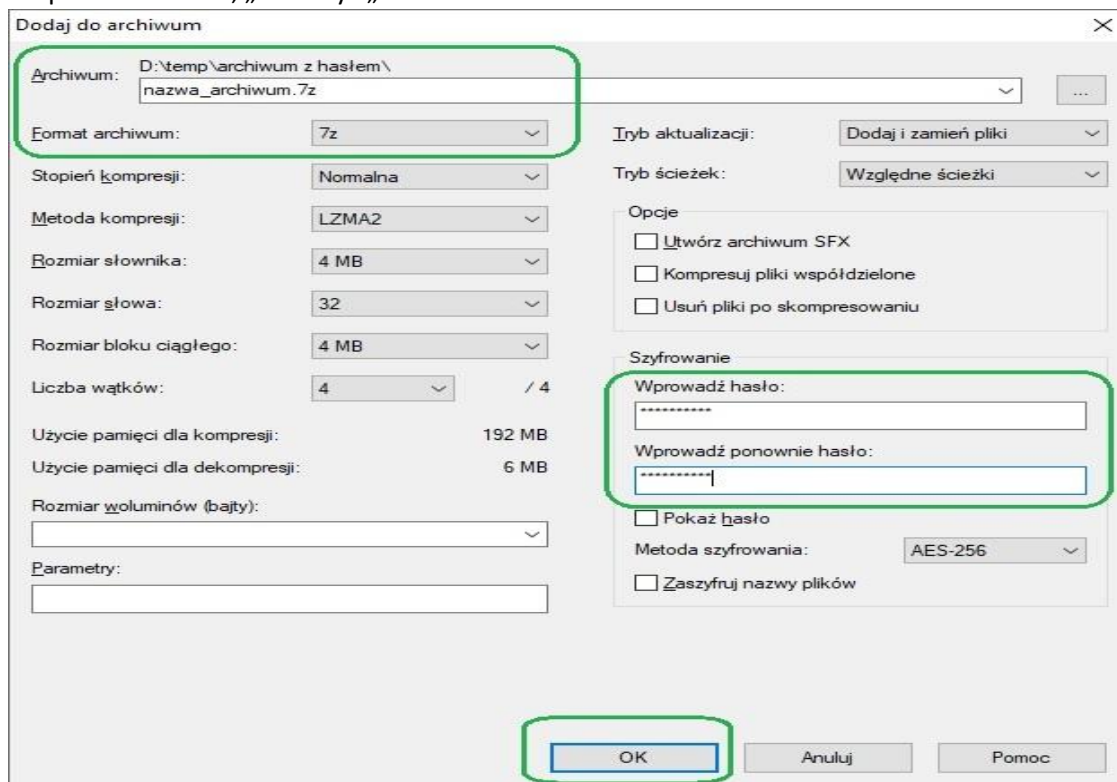 Dodaj do archiwum
Archiwum:
D:\temp\archiwum z hasłem\
nazwa_archiwum.7z
...
Format archiwum:
7z
Stopień kompresji:
Normalna
Metoda kompresji:
LZMA2
Rozmiar słownika:
4 MB
Rozmiar słowa:
32
Rozmiar bloku ciągłego:
4 MB
Liczba wątków:
4
/ 4
Użycie pamięci dla kompresji:
192 MB
Użycie pamięci dla dekompresji:
6 MB
Rozmiar woluminów (bajty):
Parametry:
Tryb aktualizacji:
Dodaj i zamień pliki
Tryb ścieżek:
Względne ścieżki
Opcje
Utwórz archiwum SFX
Kompresuj pliki współdzielone
Usuń pliki po skompresowaniu
Szyfrowanie
Wprowadź hasło:
**********
Wprowadź ponownie hasło:
**********
Pokaż hasło
Metoda szyfrowania:
AES-256
Zaszyfruj nazwy plików
OK
Anuluj
Pomoc